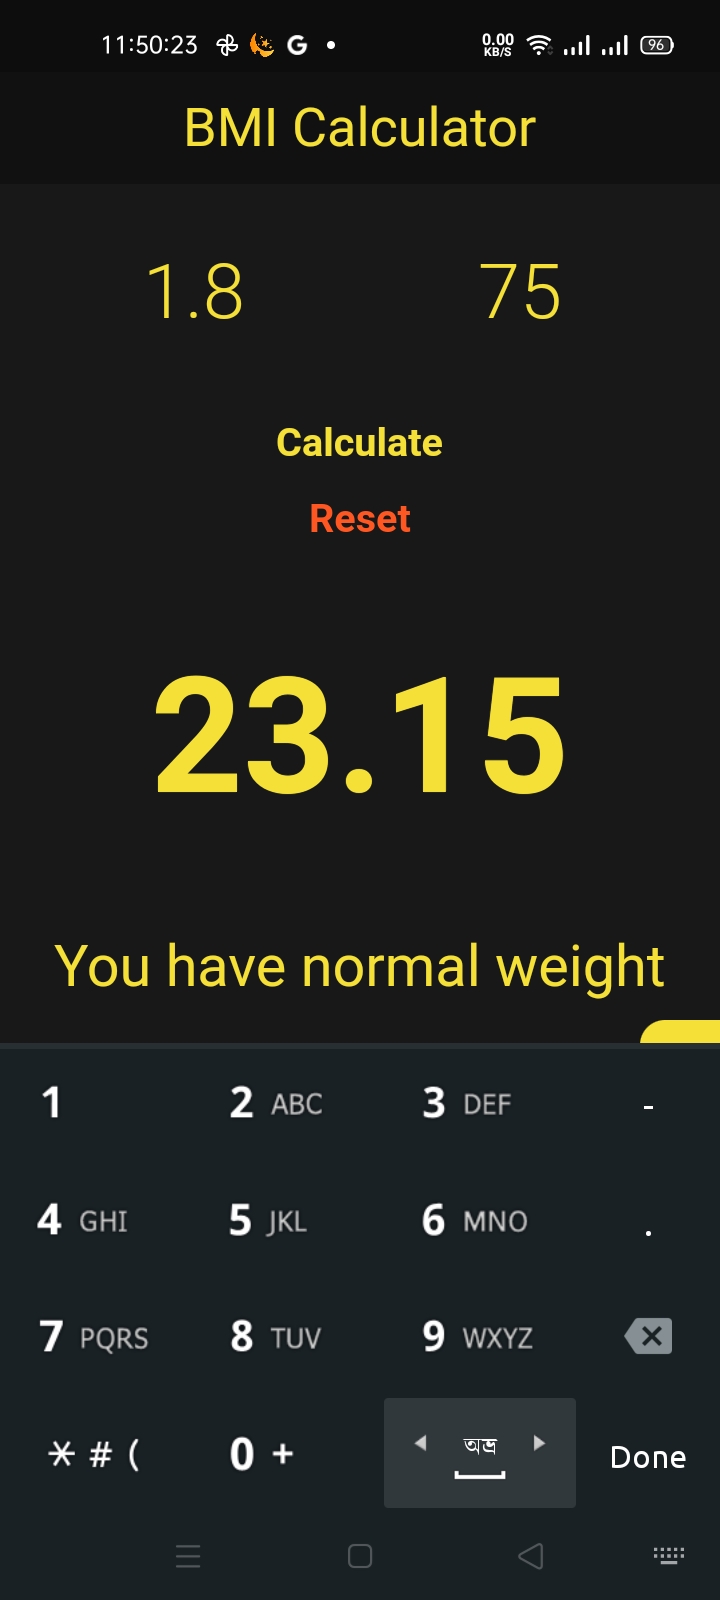 11:50:23 G 0.00 KB/S 96
BMI Calculator
1.8 75
Calculate
Reset
23.15
You have normal weight
1 2 ABC 3 DEF -
4 GHI 5 JKL 6 MNO .
7 PQRS 8 TUV 9 WXYZ
* # ( 0 + অভ্র Done